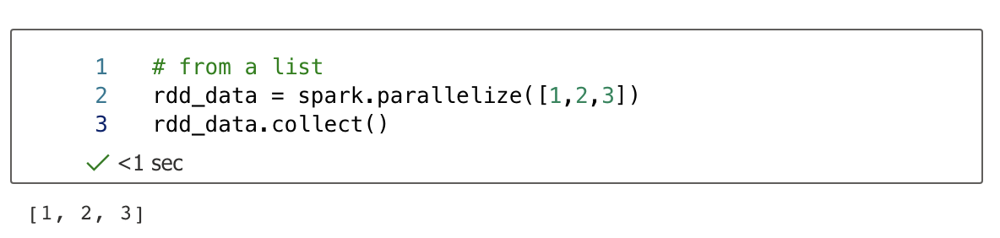 1 # from a list
2 rdd_data = spark.parallelize([1,2,3])
3 rdd_data.collect()
<1 sec
[1, 2, 3]